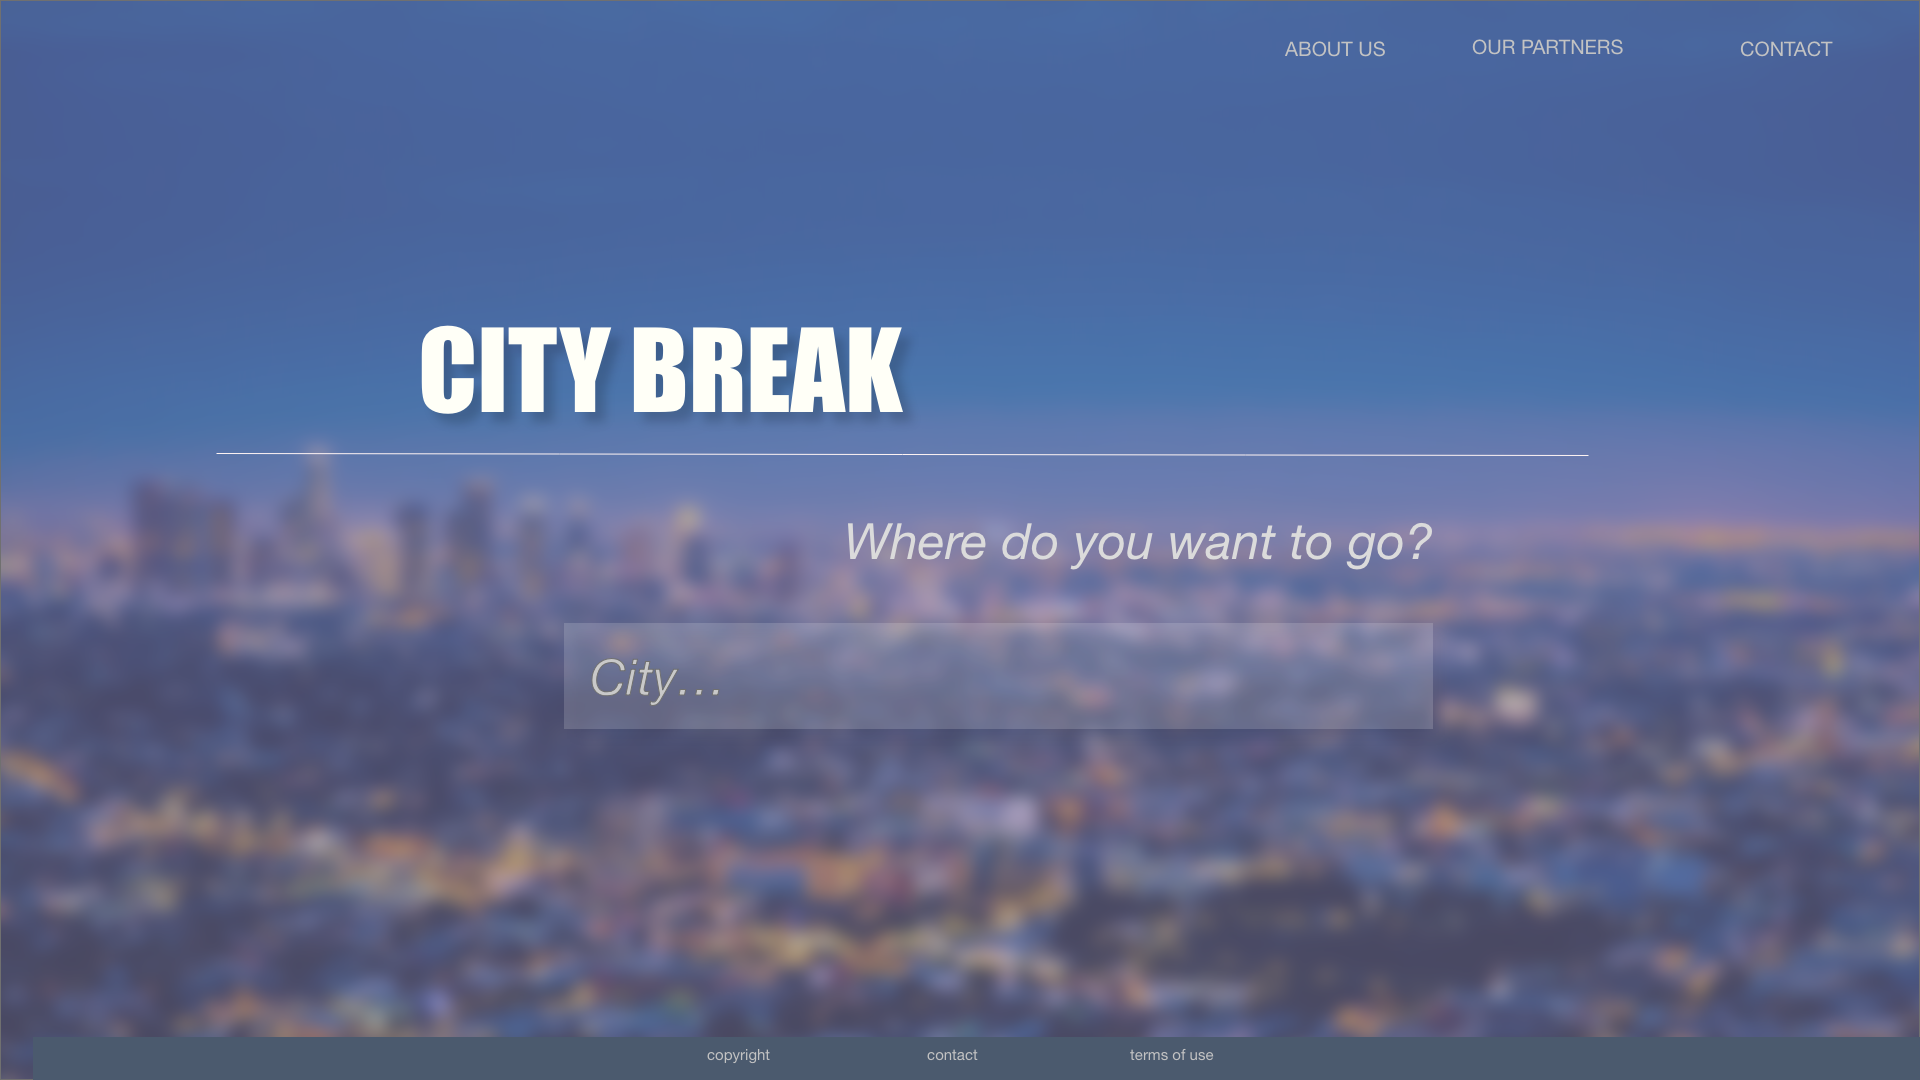 ABOUT US OUR PARTNERS CONTACT
CITY BREAK
Where do you want to go?
City...
copyright contact terms of use